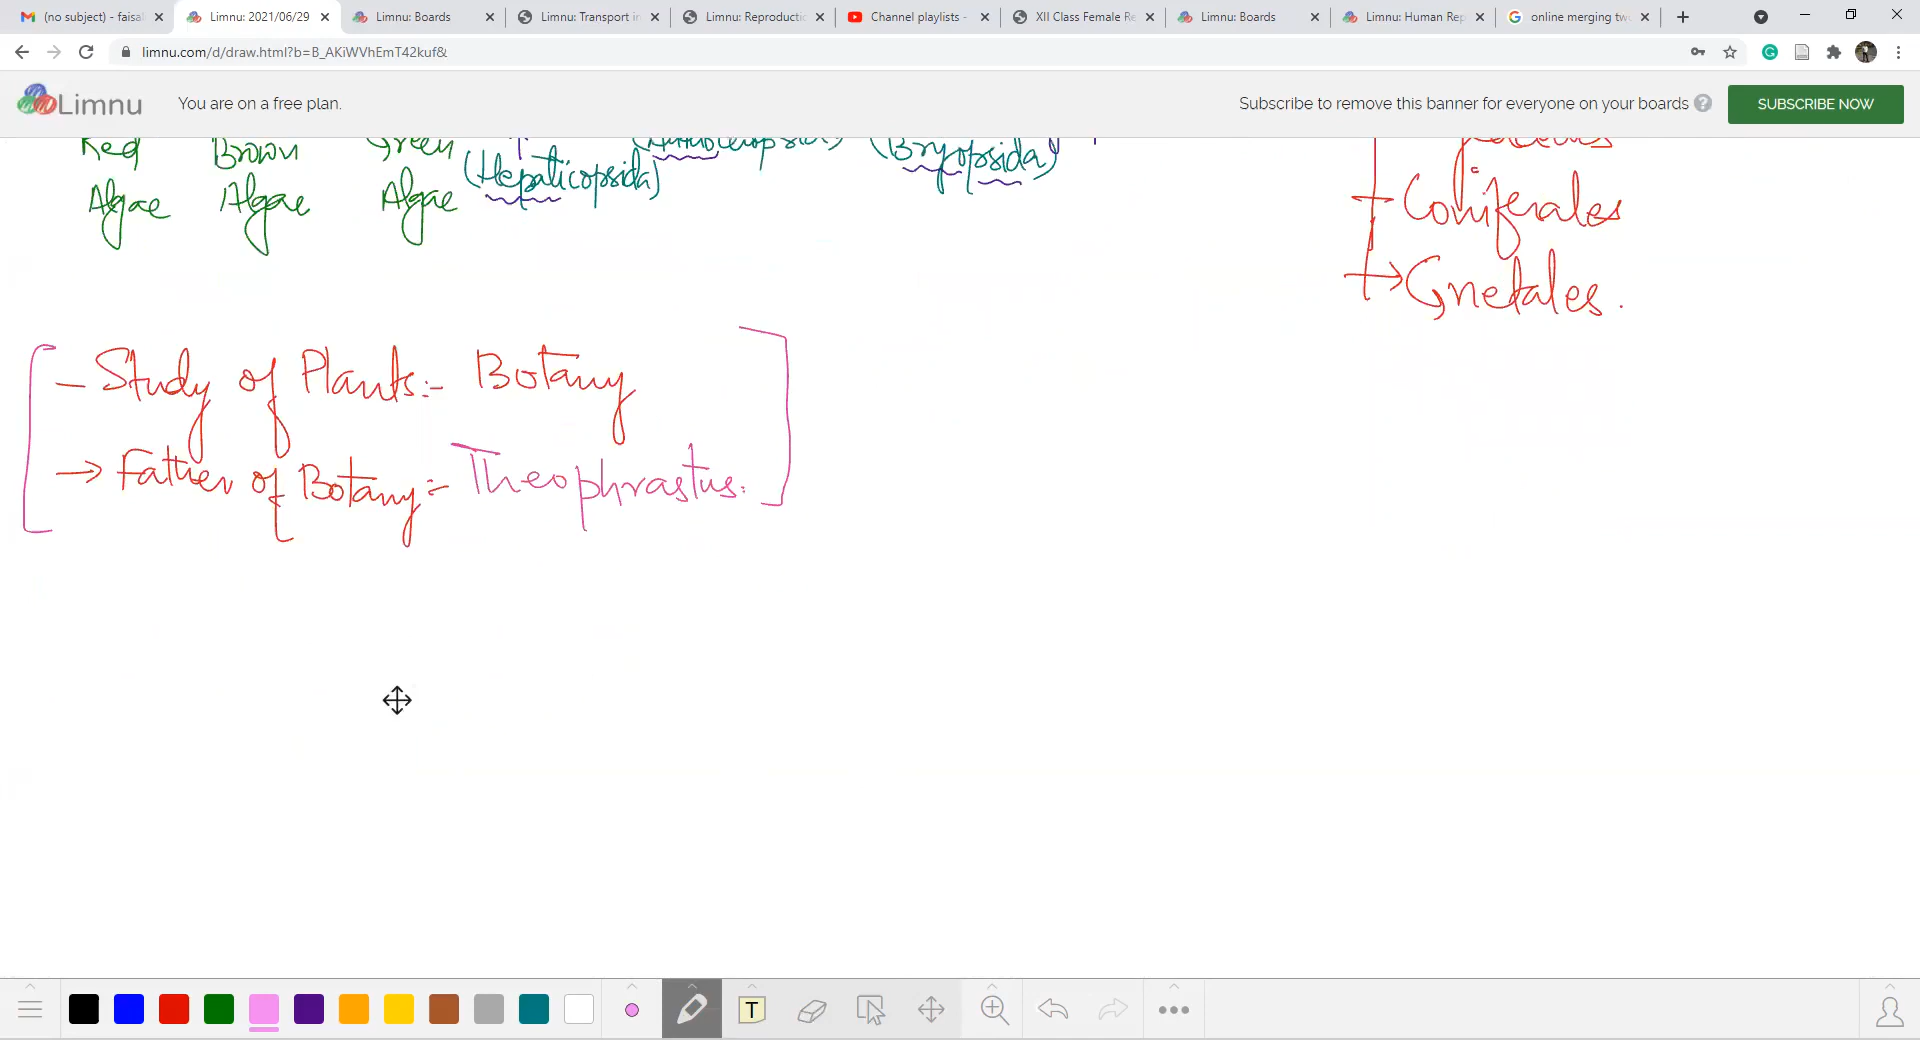 (no subject) - faisa
Limnu: 2021/06/29
Limnu: Boards
Limnu: Transport in
Limnu: Reproductic
Channel playlists -
XII Class Female Re
Limnu: Boards
Limnu: Human Rep
online merging tw
limnu.com/d/draw.html?b=B_AKiWVhEmT42kuf&
Limnu
You are on a free plan.
Subscribe to remove this banner for everyone on your boards
SUBSCRIBE NOW
Red Brown Green
Algae Algae Algae
(Hepaticopsida)
(Bryopsida)
Coniferales
→ Gnetales.
- Study of Plants:- Botany
→ Father of Botany:- Theophrastus.
T